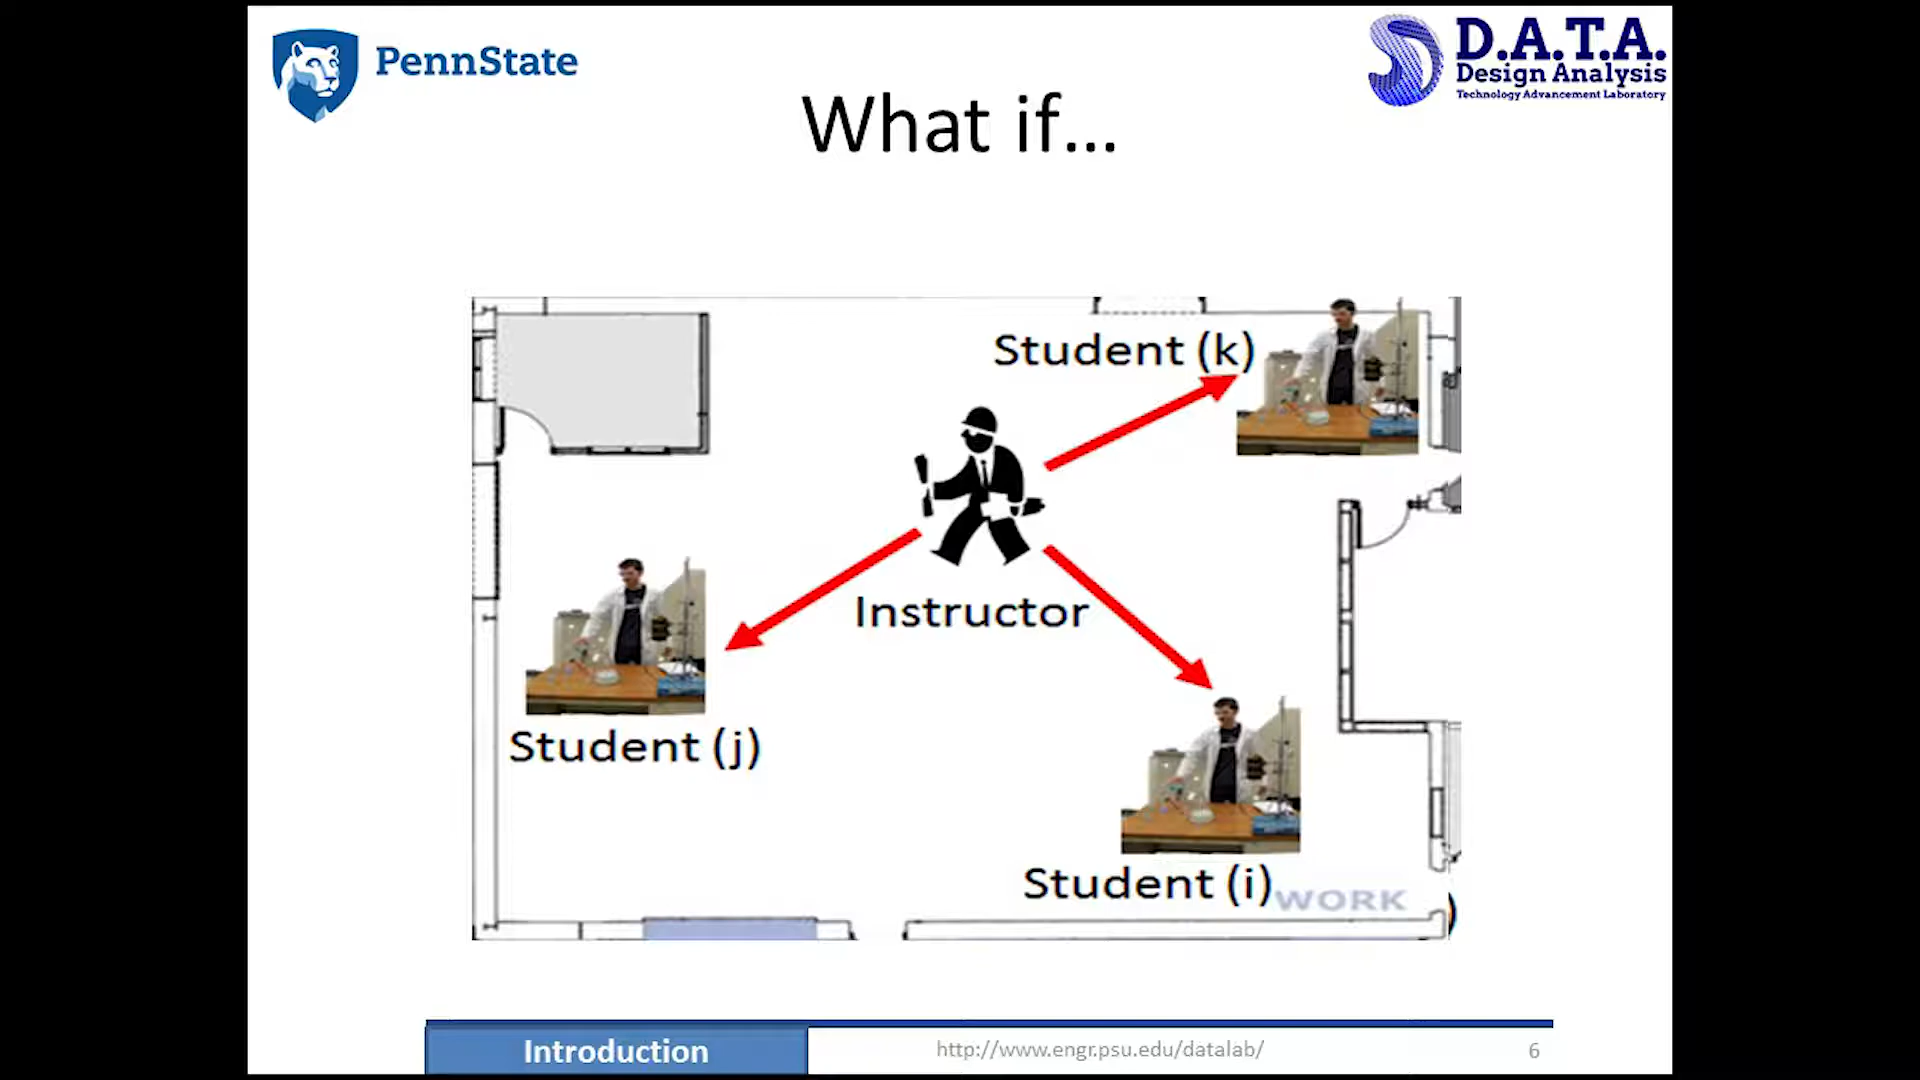 PennState
D.A.T.A.
Design Analysis
Technology Advancement Laboratory
What if...
Student (k)
Instructor
Student (j)
Student (i)
WORK
)
Introduction
http://www.engr.psu.edu/datalab/
6